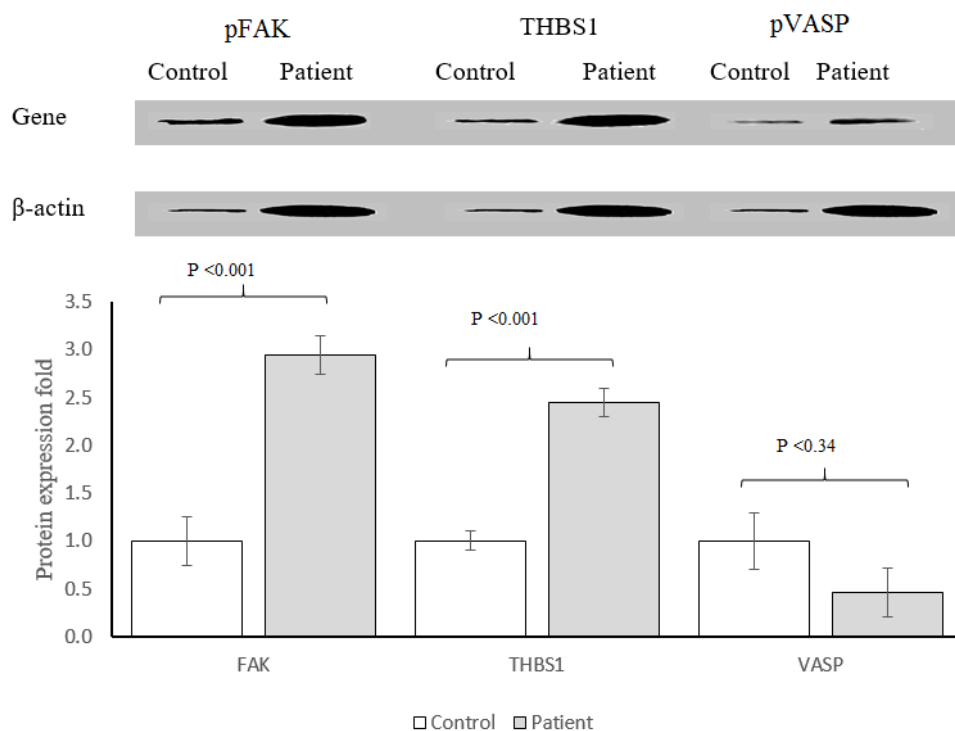 pFAK THBS1 pVASP
Control Patient Control Patient Control Patient
Gene
β-actin
P <0.001
P <0.001
P <0.34
Protein expression fold
3.5
3.0
2.5
2.0
1.5
1.0
0.5
0.0
FAK THBS1 VASP
Control Patient